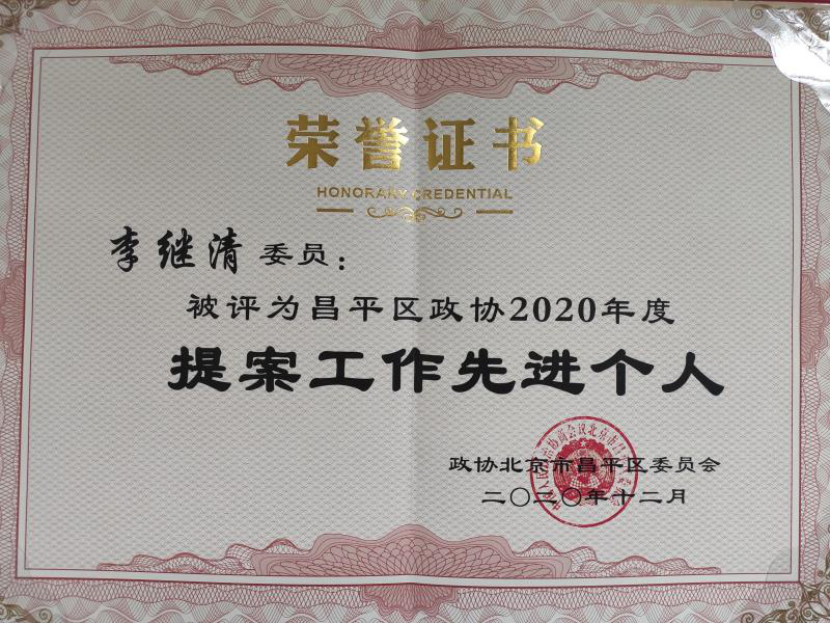 荣誉证书
HONORARY CREDENTIAL
李继清委员：
被评为昌平区政协2020年度
提案工作先进个人
政协北京市昌平区委员会
二〇二〇年十二月